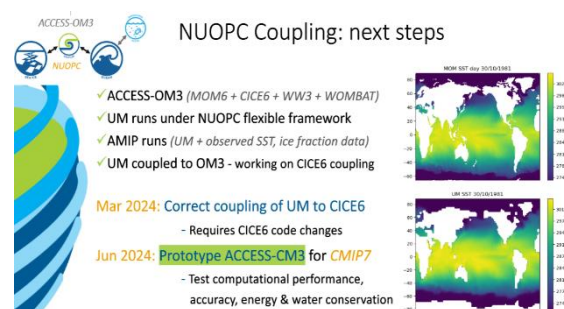 ACCESS-OM3
NUOPC
NUOPC Coupling: next steps
✓ACCESS-OM3 (MOM6 + CICE6 + WW3 + WOMBAT)
✓UM runs under NUOPC flexible framework
✓AMIP runs (UM + observed SST, ice fraction data)
✓UM coupled to OM3 - working on CICE6 coupling
Mar 2024: Correct coupling of UM to CICE6
- Requires CICE6 code changes
Jun 2024: Prototype ACCESS-CM3 for CMIP7
- Test computational performance,
accuracy, energy & water conservation
MOM SST day 30/10/1981
UM SST 30/10/1981